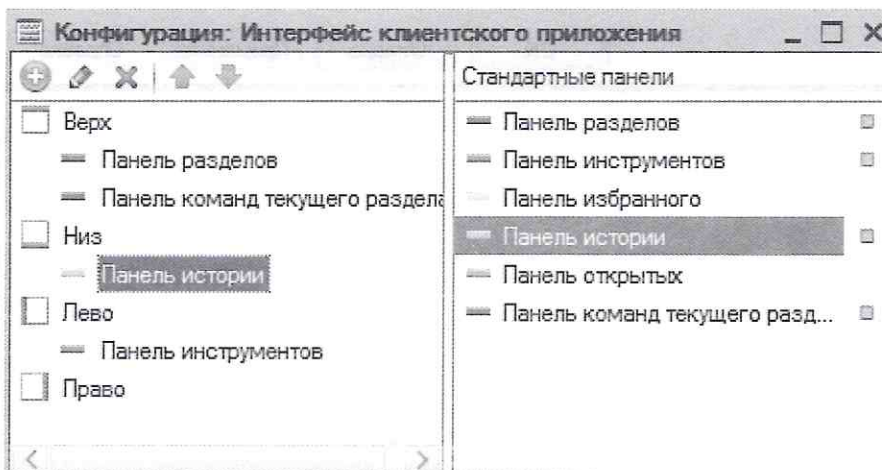 Конфигурация: Интерфейс клиентского приложения
Стандартные панели
Верх
Панель разделов
Панель команд текущего раздела
Низ
Панель истории
Лево
Панель инструментов
Право
Панель разделов
Панель инструментов
Панель избранного
Панель истории
Панель открытых
Панель команд текущего разд...